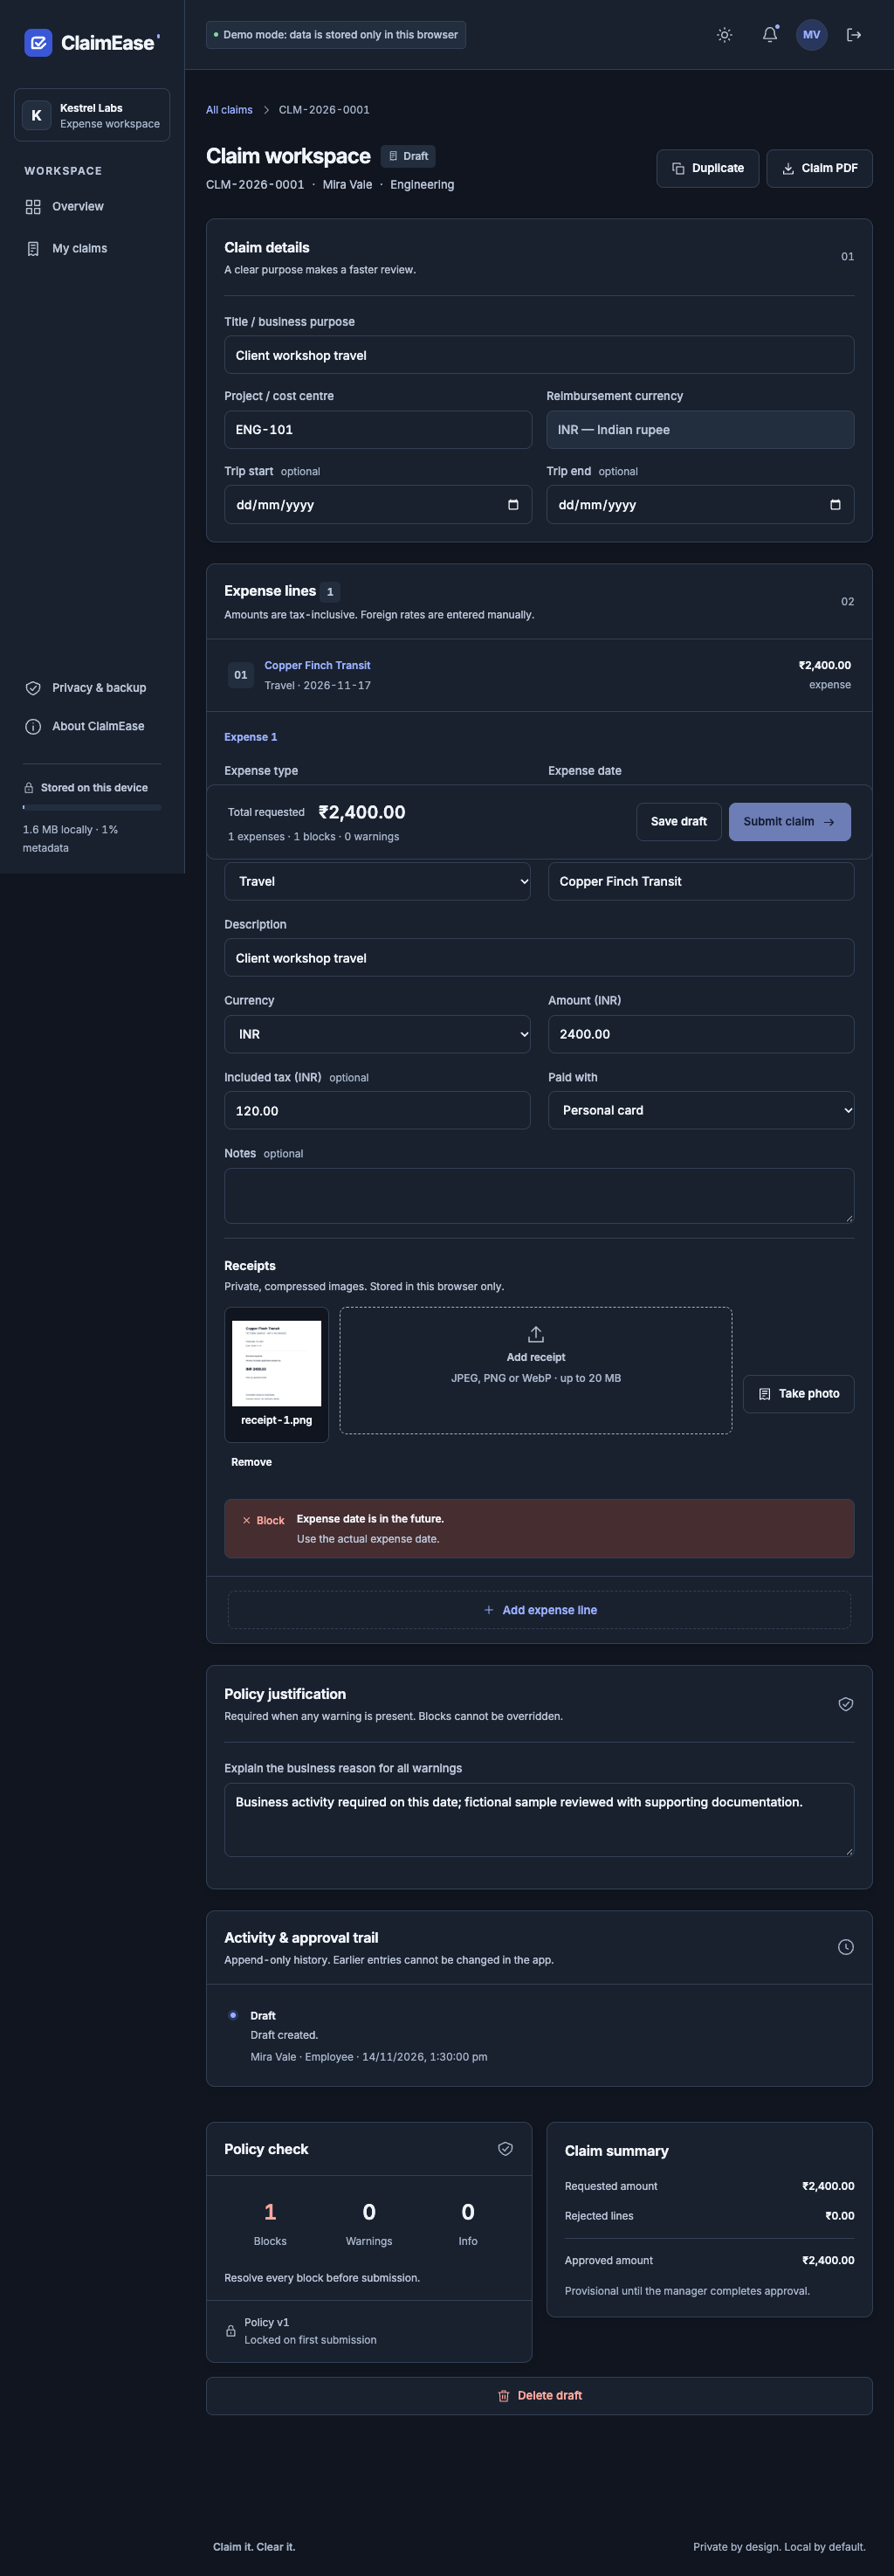 ClaimEase
Demo mode: data is stored only in this browser
MV
K
Kestrel Labs
Expense workspace
WORKSPACE
Overview
My claims
Privacy & backup
About ClaimEase
Stored on this device
1.6 MB locally · 1%
metadata
All claims > CLM-2026-0001
Claim workspace
Draft
CLM-2026-0001 · Mira Vale · Engineering
Duplicate
Claim PDF
Claim details
A clear purpose makes a faster review.
01
Title / business purpose
Client workshop travel
Project / cost centre
Reimbursement currency
ENG-101
INR — Indian rupee
Trip start optional
Trip end optional
dd/mm/yyyy
dd/mm/yyyy
Expense lines 1
Amounts are tax-inclusive. Foreign rates are entered manually.
02
01
Copper Finch Transit
₹2,400.00
Travel · 2026-11-17
expense
Expense 1
Expense type
Expense date
Total requested ₹2,400.00
1 expenses · 1 blocks · 0 warnings
Save draft
Submit claim →
Travel
Copper Finch Transit
Description
Client workshop travel
Currency
Amount (INR)
INR
2400.00
Included tax (INR) optional
Paid with
120.00
Personal card
Notes optional
Receipts
Private, compressed images. Stored in this browser only.
Copper Finch Transit
receipt-1.png
Remove
Add receipt
JPEG, PNG or WebP · up to 20 MB
Take photo
× Block
Expense date is in the future.
Use the actual expense date.
+ Add expense line
Policy justification
Required when any warning is present. Blocks cannot be overridden.
Explain the business reason for all warnings
Business activity required on this date; fictional sample reviewed with supporting documentation.
Activity & approval trail
Append-only history. Earlier entries cannot be changed in the app.
Draft
Draft created.
Mira Vale · Employee · 14/11/2026, 1:30:00 pm
Policy check
1
0
0
Blocks
Warnings
Info
Resolve every block before submission.
Policy v1
Locked on first submission
Claim summary
Requested amount
₹2,400.00
Rejected lines
₹0.00
Approved amount
₹2,400.00
Provisional until the manager completes approval.
Delete draft
Claim it. Clear it.
Private by design. Local by default.